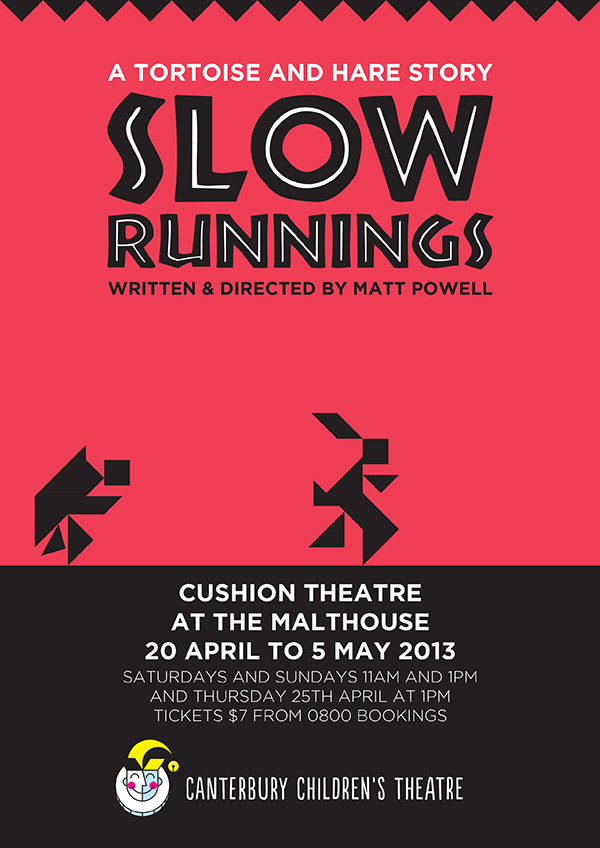 A TORTOISE AND HARE STORY
SLOW
RUNNINGS
WRITTEN & DIRECTED BY MATT POWELL
CUSHION THEATRE
AT THE MALTHOUSE
20 APRIL TO 5 MAY 2013
SATURDAYS AND SUNDAYS 11AM AND 1PM
AND THURSDAY 25TH APRIL AT 1PM
TICKETS $7 FROM 0800 BOOKINGS
CANTERBURY CHILDREN'S THEATRE